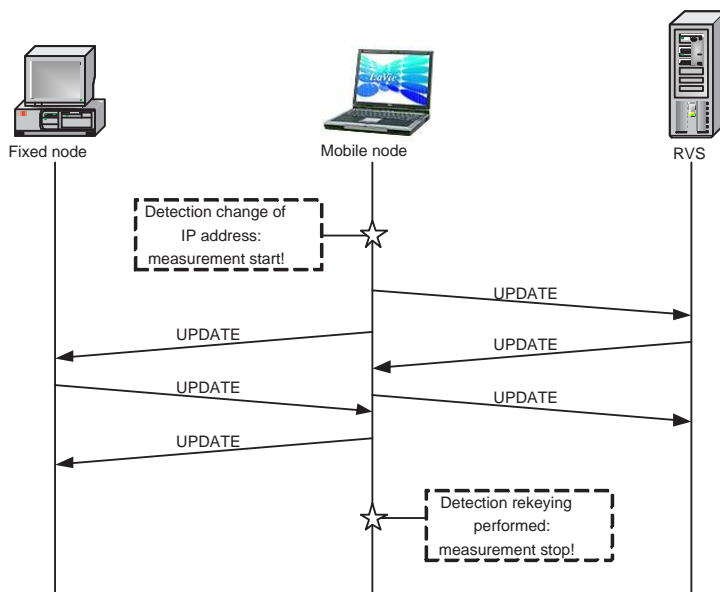 LaVie
Fixed node
Mobile node
RVS
Detection change of
IP address:
measurement start!
UPDATE
UPDATE
UPDATE
UPDATE
UPDATE
UPDATE
Detection rekeying
performed:
measurement stop!